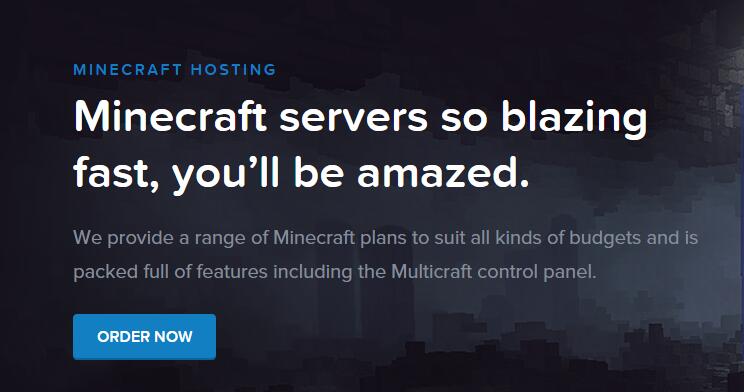 MINECRAFT HOSTING
Minecraft servers so blazing
fast, you’ll be amazed.
We provide a range of Minecraft plans to suit all kinds of budgets and is
packed full of features including the Multicraft control panel.
ORDER NOW